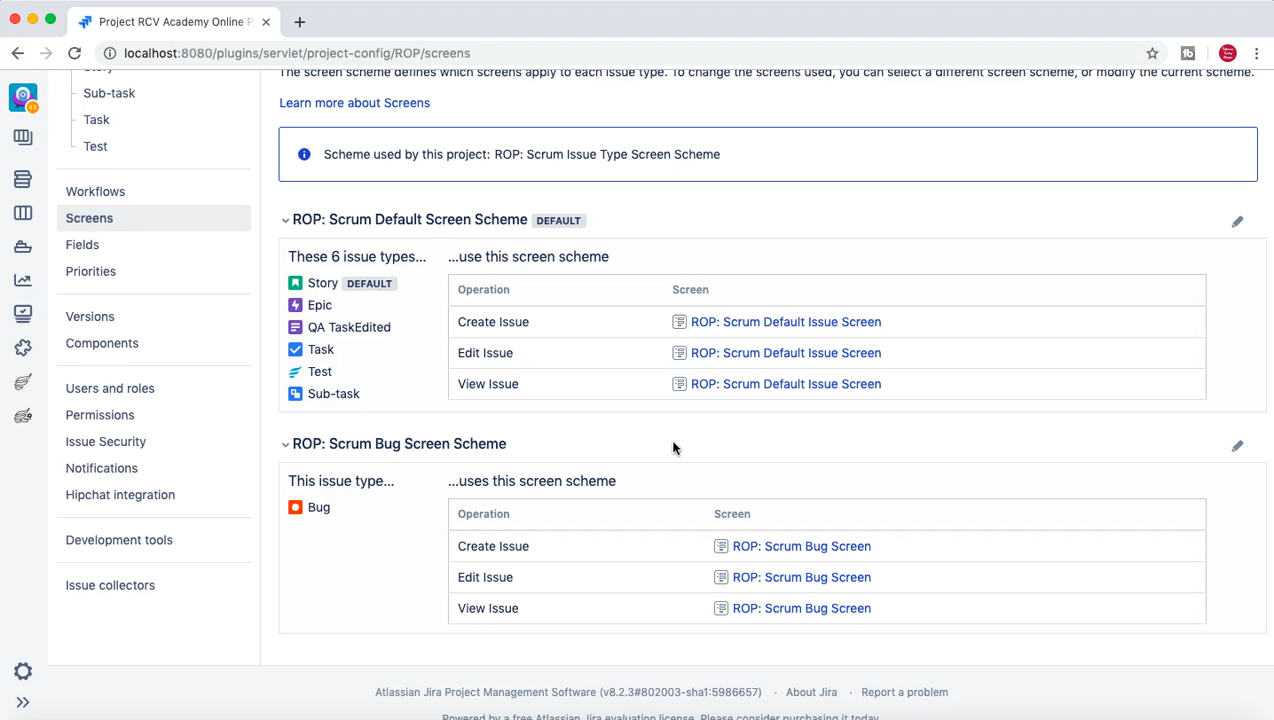 Project RCV Academy Online P
localhost:8080/plugins/servlet/project-config/ROP/screens
Story
Sub-task
Task
Test
Workflows
Screens
Fields
Priorities
Versions
Components
Users and roles
Permissions
Issue Security
Notifications
Hipchat integration
Development tools
Issue collectors
The screen scheme defines which screens apply to each issue type. To change the screens used, you can select a different screen scheme, or modify the current scheme.
Learn more about Screens
Scheme used by this project: ROP: Scrum Issue Type Screen Scheme
ROP: Scrum Default Screen Scheme DEFAULT
These 6 issue types... ...use this screen scheme
Story DEFAULT
Epic
QA TaskEdited
Task
Test
Sub-task
Operation Screen
Create Issue ROP: Scrum Default Issue Screen
Edit Issue ROP: Scrum Default Issue Screen
View Issue ROP: Scrum Default Issue Screen
ROP: Scrum Bug Screen Scheme
This issue type... ...uses this screen scheme
Bug
Operation Screen
Create Issue ROP: Scrum Bug Screen
Edit Issue ROP: Scrum Bug Screen
View Issue ROP: Scrum Bug Screen
Atlassian Jira Project Management Software (v8.2.3#802003-sha1:5986657) · About Jira · Report a problem
Powered by a free Atlassian Jira evaluation license. Please consider purchasing it today.